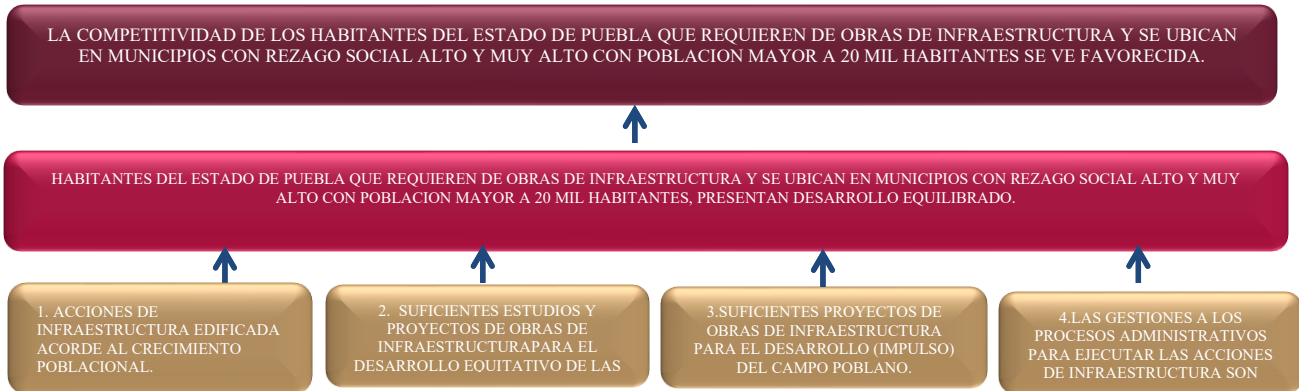 LA COMPETITIVIDAD DE LOS HABITANTES DEL ESTADO DE PUEBLA QUE REQUIEREN DE OBRAS DE INFRAESTRUCTURA Y SE UBICAN
EN MUNICIPIOS CON REZAGO SOCIAL ALTO Y MUY ALTO CON POBLACION MAYOR A 20 MIL HABITANTES SE VE FAVORECIDA.
HABITANTES DEL ESTADO DE PUEBLA QUE REQUIEREN DE OBRAS DE INFRAESTRUCTURA Y SE UBICAN EN MUNICIPIOS CON REZAGO SOCIAL ALTO Y MUY
ALTO CON POBLACION MAYOR A 20 MIL HABITANTES, PRESENTAN DESARROLLO EQUILIBRADO.
1. ACCIONES DE
INFRAESTRUCTURA EDIFICADA
ACORDE AL CRECIMIENTO
POBLACIONAL.
2. SUFICIENTES ESTUDIOS Y
PROYECTOS DE OBRAS DE
INFRAESTRUCTURAPARA EL
DESARROLLO EQUITATIVO DE LAS
3.SUFICIENTES PROYECTOS DE
OBRAS DE INFRAESTRUCTURA
PARA EL DESARROLLO (IMPULSO)
DEL CAMPO POBLANO.
4.LAS GESTIONES A LOS
PROCESOS ADMINISTRATIVOS
PARA EJECUTAR LAS ACCIONES
DE INFRAESTRUCTURA SON